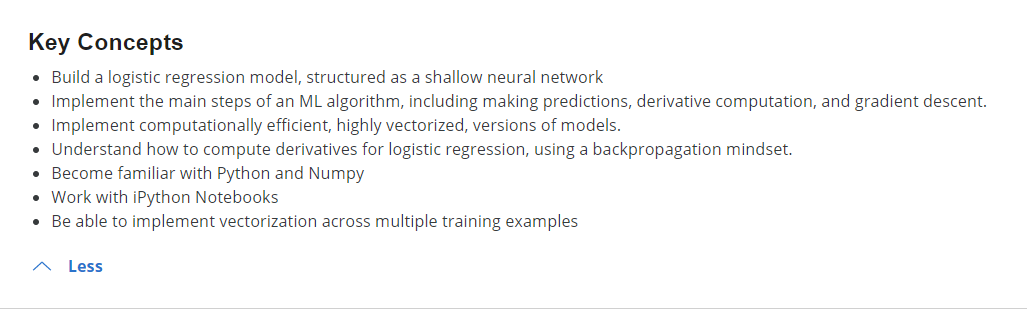 Key Concepts
• Build a logistic regression model, structured as a shallow neural network
• Implement the main steps of an ML algorithm, including making predictions, derivative computation, and gradient descent.
• Implement computationally efficient, highly vectorized, versions of models.
• Understand how to compute derivatives for logistic regression, using a backpropagation mindset.
• Become familiar with Python and Numpy
• Work with iPython Notebooks
• Be able to implement vectorization across multiple training examples
Less